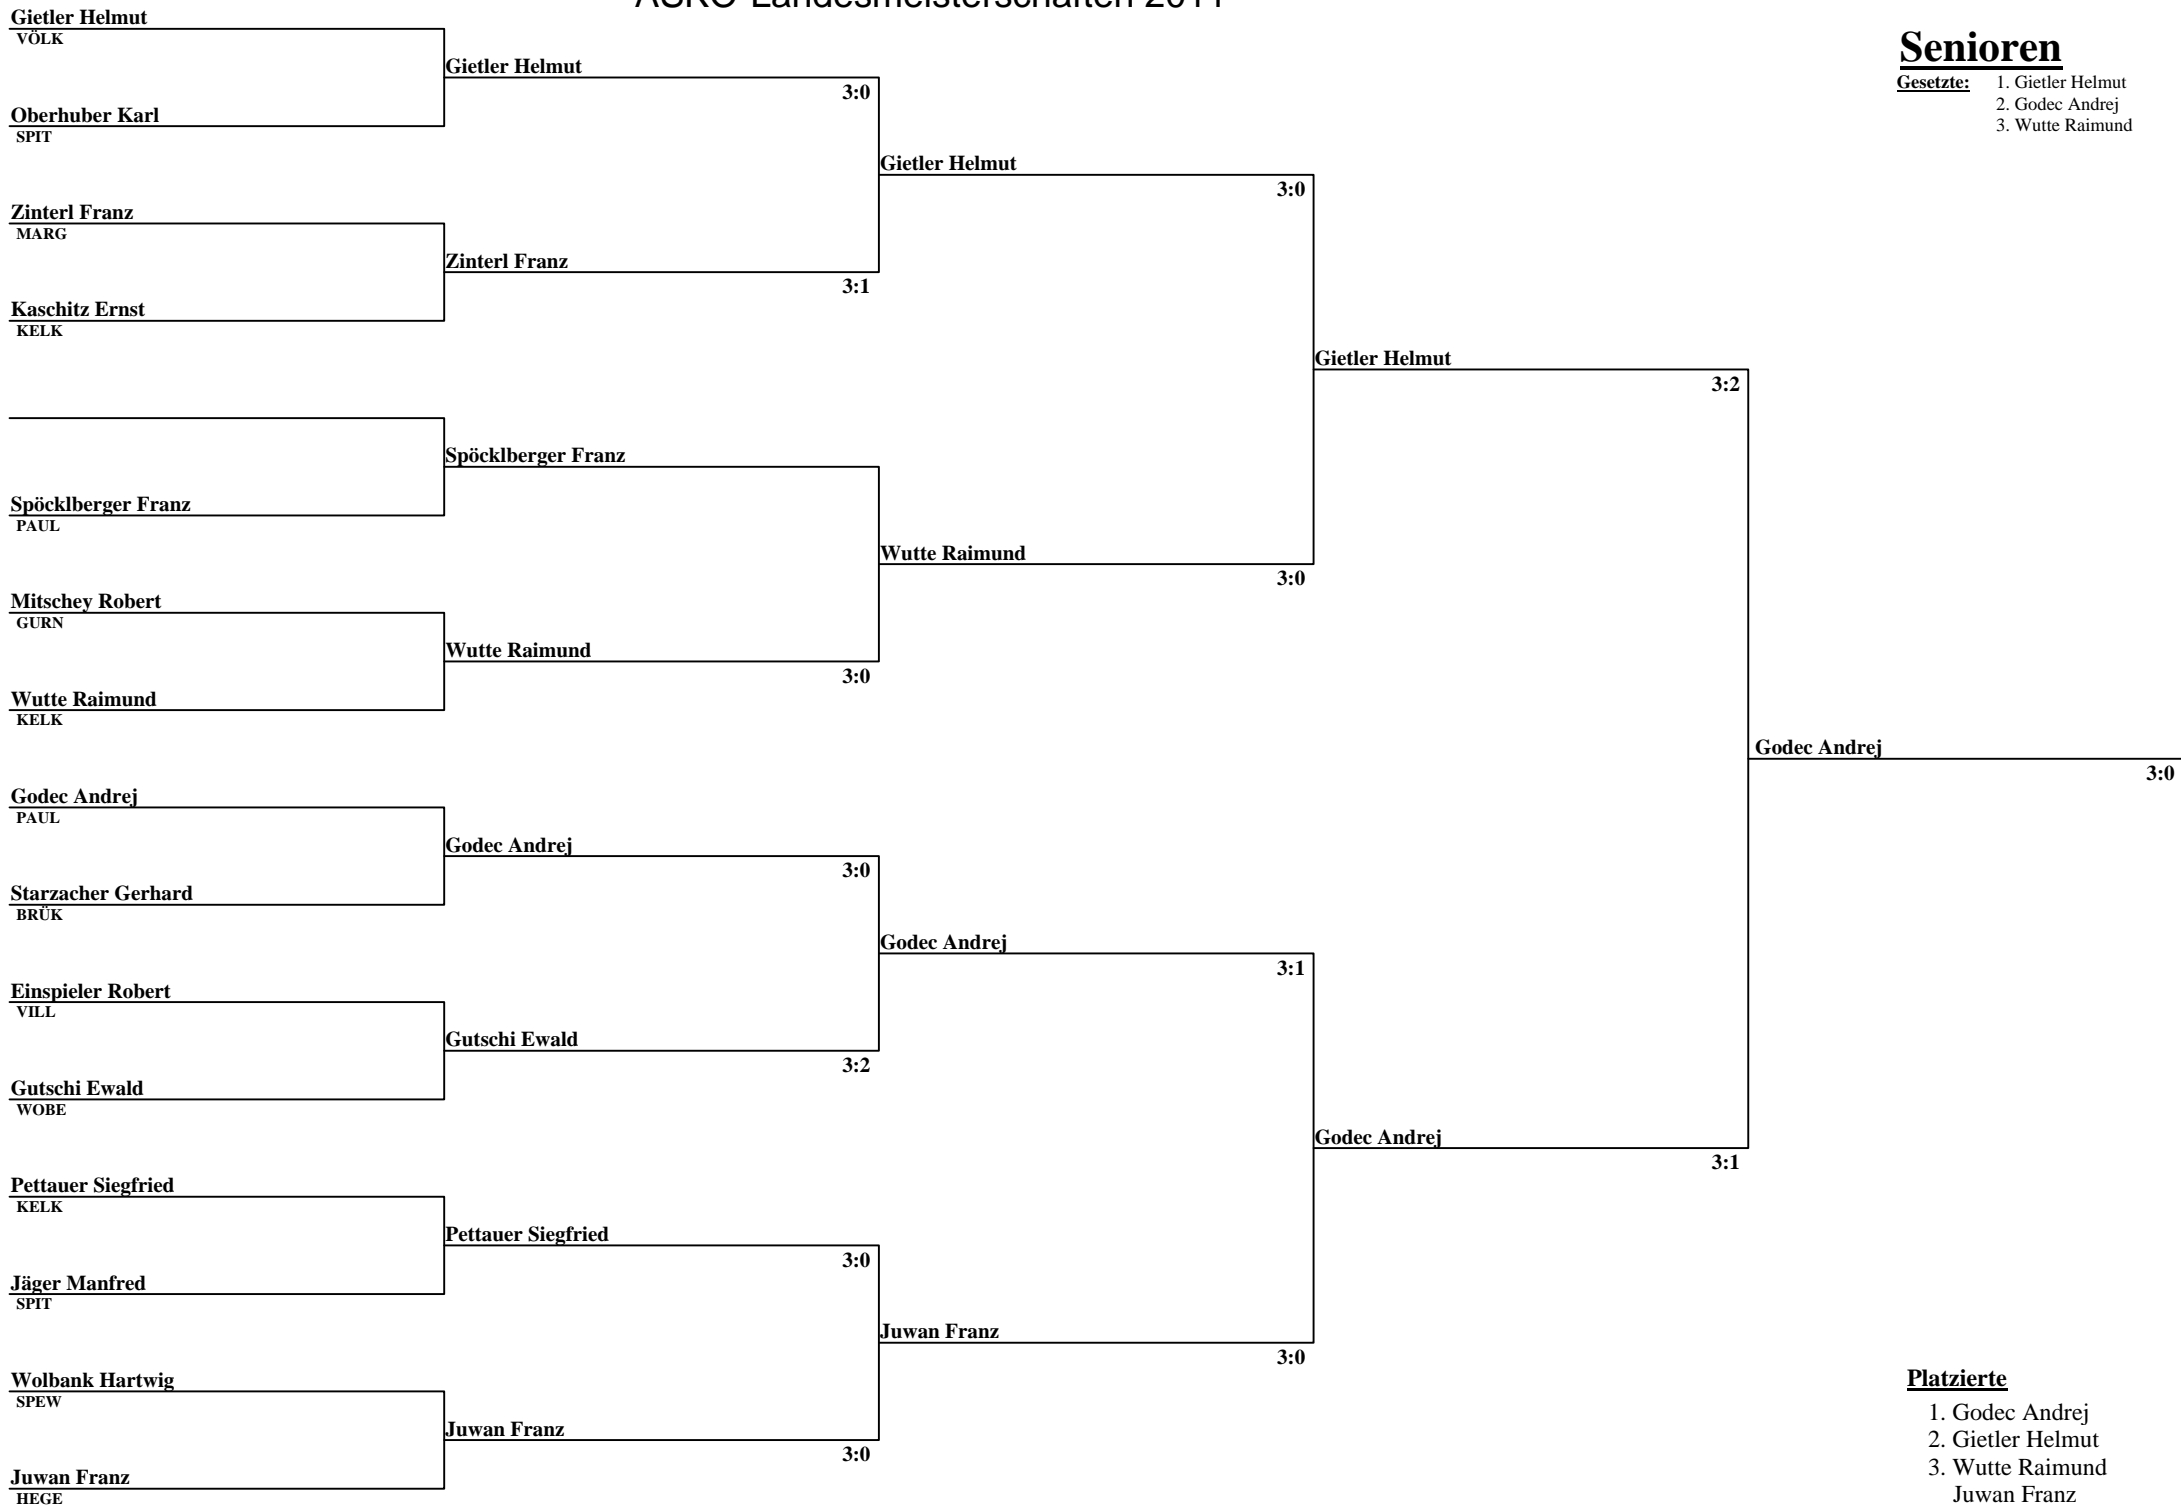 Landesmeisterschaften 2011
Senioren
Gesetzte: 1. Gietler Helmut
2. Godec Andrej
3. Wutte Raimund
Gietler Helmut
VÖLK
Oberhuber Karl
SPIT
Zinterl Franz
MARG
Kaschitz Ernst
KELK
Spöcklberger Franz
PAUL
Mitschey Robert
GURN
Wutte Raimund
KELK
Godec Andrej
PAUL
Starzacher Gerhard
BRÜK
Einspieler Robert
VILL
Gutschi Ewald
WOBE
Pettauer Siegfried
KELK
Jäger Manfred
SPIT
Wolbank Hartwig
SPEW
Juwan Franz
HEGE
Gietler Helmut
3:0
Zinterl Franz
3:1
Spöcklberger Franz
Wutte Raimund
3:0
Godec Andrej
3:0
Gutschi Ewald
3:2
Pettauer Siegfried
3:0
Juwan Franz
3:0
Gietler Helmut
3:0
Wutte Raimund
3:0
Godec Andrej
3:1
Juwan Franz
3:0
Gietler Helmut
3:2
Godec Andrej
3:1
Godec Andrej
3:0
Platzierte
1. Godec Andrej
2. Gietler Helmut
3. Wutte Raimund
Juwan Franz